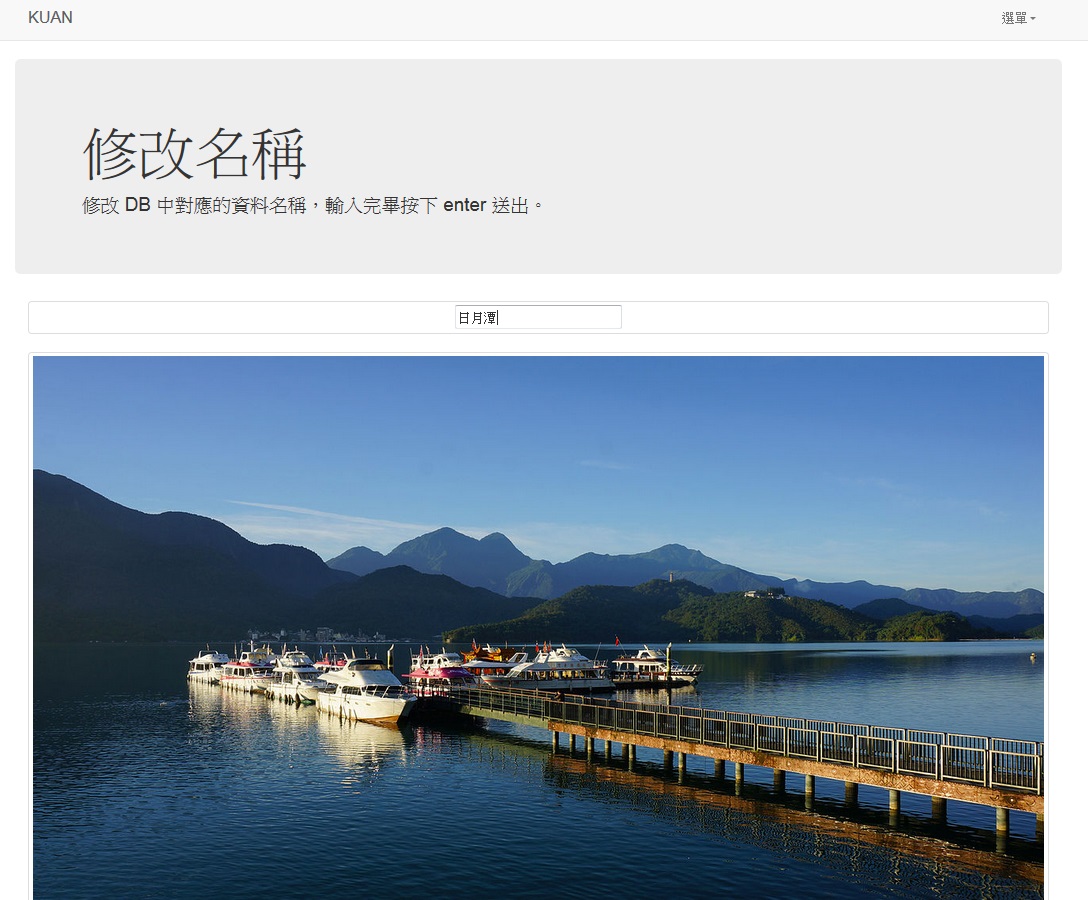 KUAN
選單
修改名稱
修改 DB 中對應的資料名稱，輸入完畢按下 enter 送出。
日月潭